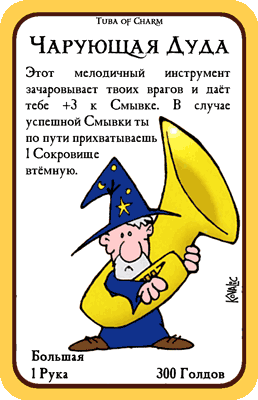 Tuba of Charm
Чарующая Дуда
Этот мелодичный инструмент
зачаровывает твоих врагов и даёт
тебе +3 к Смывке. В случае
успешной Смывки ты
по пути прихватываешь
1 Сокровище
втёмную.
Kovalic
Большая
1 Рука 300 Голдов